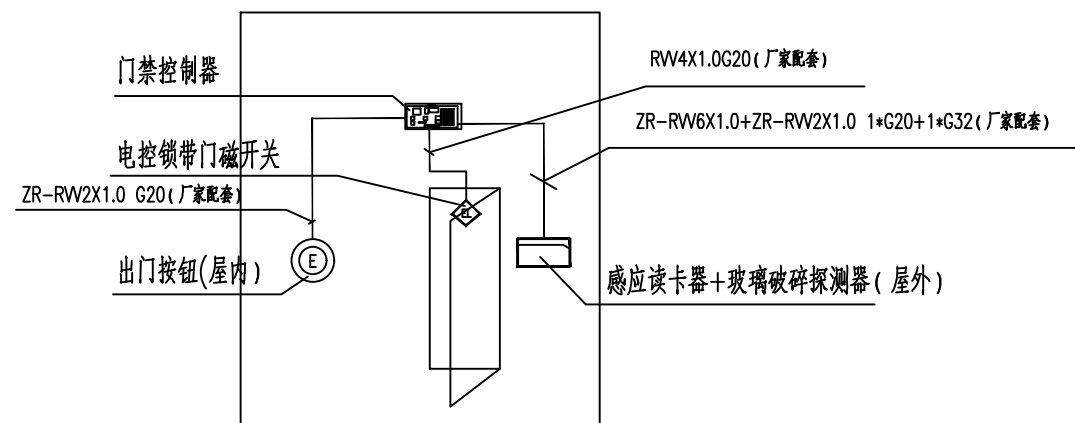 门禁控制器
RVV4X1.0G20(厂家配套)
ZR-RVV6X1.0+ZR-RVV2X1.0 1*G20+1*G32(厂家配套)
电控锁带门磁开关
ZR-RVV2X1.0 G20(厂家配套)
EL
E
出门按钮(屋内)
感应读卡器+玻璃破碎探测器(屋外)